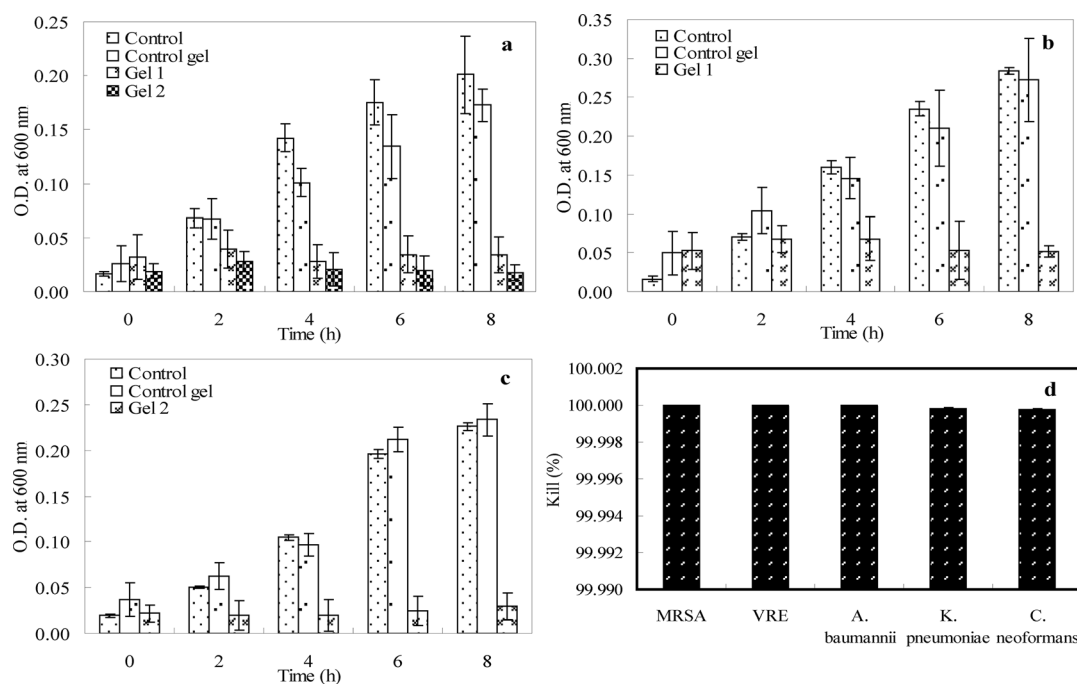 a
Control
Control gel
Gel 1
Gel 2
0.25
0.20
0.15
0.10
0.05
0.00
O.D. at 600 nm
0 2 4 6 8
Time (h)
b
Control
Control gel
Gel 1
0.35
0.30
0.25
0.20
0.15
0.10
0.05
0.00
O.D. at 600 nm
0 2 4 6 8
Time (h)
c
Control
Control gel
Gel 2
0.30
0.25
0.20
0.15
0.10
0.05
0.00
O.D. at 600 nm
0 2 4 6 8
Time (h)
d
100.002
100.000
99.998
99.996
99.994
99.992
99.990
Kill (%)
MRSA VRE A. K. C.
baumannii pneumoniae neoformans